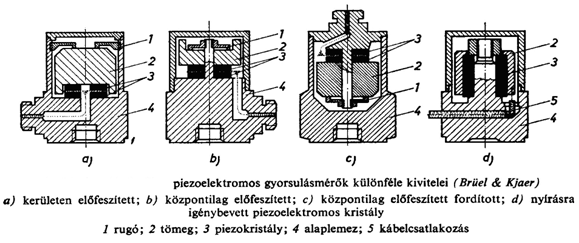 1
2
3
4
1
a)
1
2
3
4
b)
3
2
1
4
c)
2
3
5
4
d)
piezoelektromos gyorsulásmérők különféle kivitelei (Brüel & Kjaer)
a) kerületen előfeszített; b) központilag előfeszített; c) központilag előfeszített fordított; d) nyírásra
igénybevett piezoelektromos kristály
1 rugó; 2 tömeg; 3 piezokristály; 4 alaplemez; 5 kábelcsatlakozás